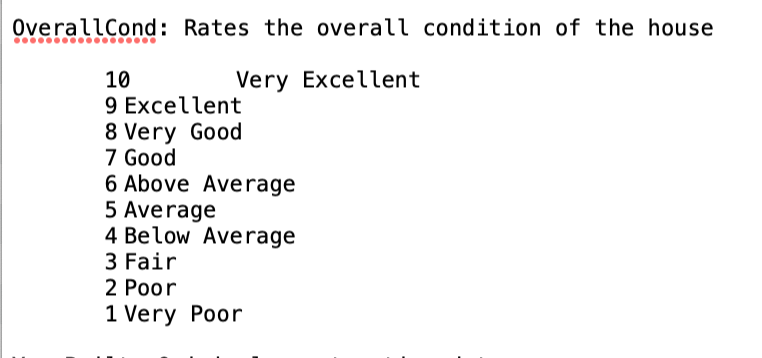 OverallCond: Rates the overall condition of the house
10 Very Excellent
9 Excellent
8 Very Good
7 Good
6 Above Average
5 Average
4 Below Average
3 Fair
2 Poor
1 Very Poor